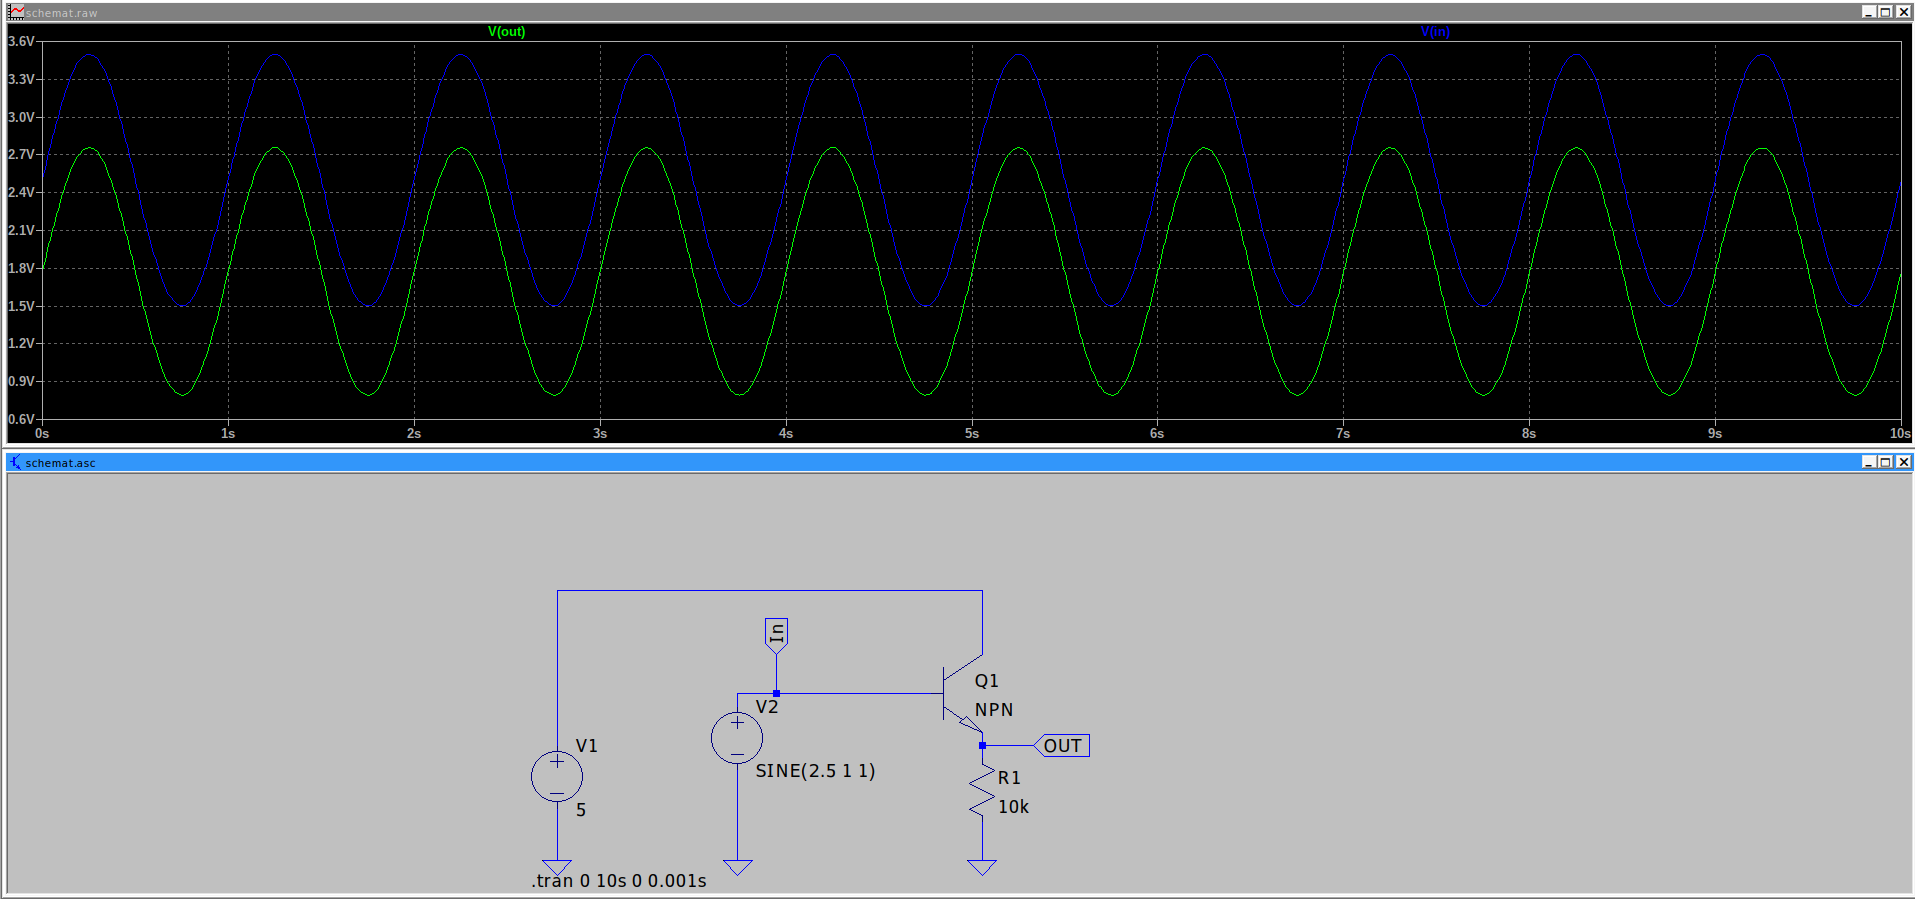 schemat.raw
V(out) V(in)
3.6V
3.3V
3.0V
2.7V
2.4V
2.1V
1.8V
1.5V
1.2V
0.9V
0.6V
0s 1s 2s 3s 4s 5s 6s 7s 8s 9s 10s
schemat.asc
In
Q1
NPN
V2
SINE(2.5 1 1)
V1
5
OUT
R1
10k
.tran 0 10s 0 0.001s